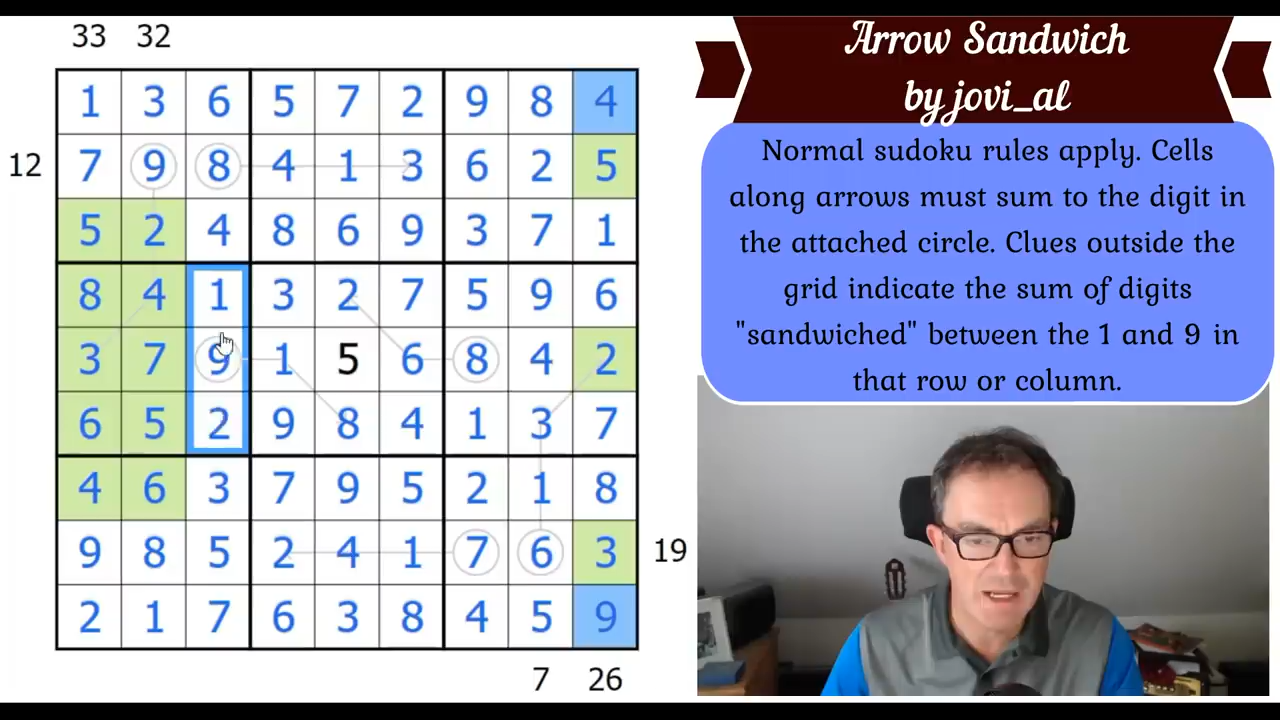 33 32
Arrow Sandwich
by jovi_al
Normal sudoku rules apply. Cells
along arrows must sum to the digit in
the attached circle. Clues outside the
grid indicate the sum of digits
"sandwiched" between the 1 and 9 in
that row or column.
1 3 6 5 7 2 9 8 4
12 7 9 8 4 1 3 6 2 5
5 2 4 8 6 9 3 7 1
8 4 1 3 2 7 5 9 6
3 7 9 1 5 6 8 4 2
6 5 2 9 8 4 1 3 7
4 6 3 7 9 5 2 1 8
9 8 5 2 4 1 7 6 3 19
2 1 7 6 3 8 4 5 9
7 26